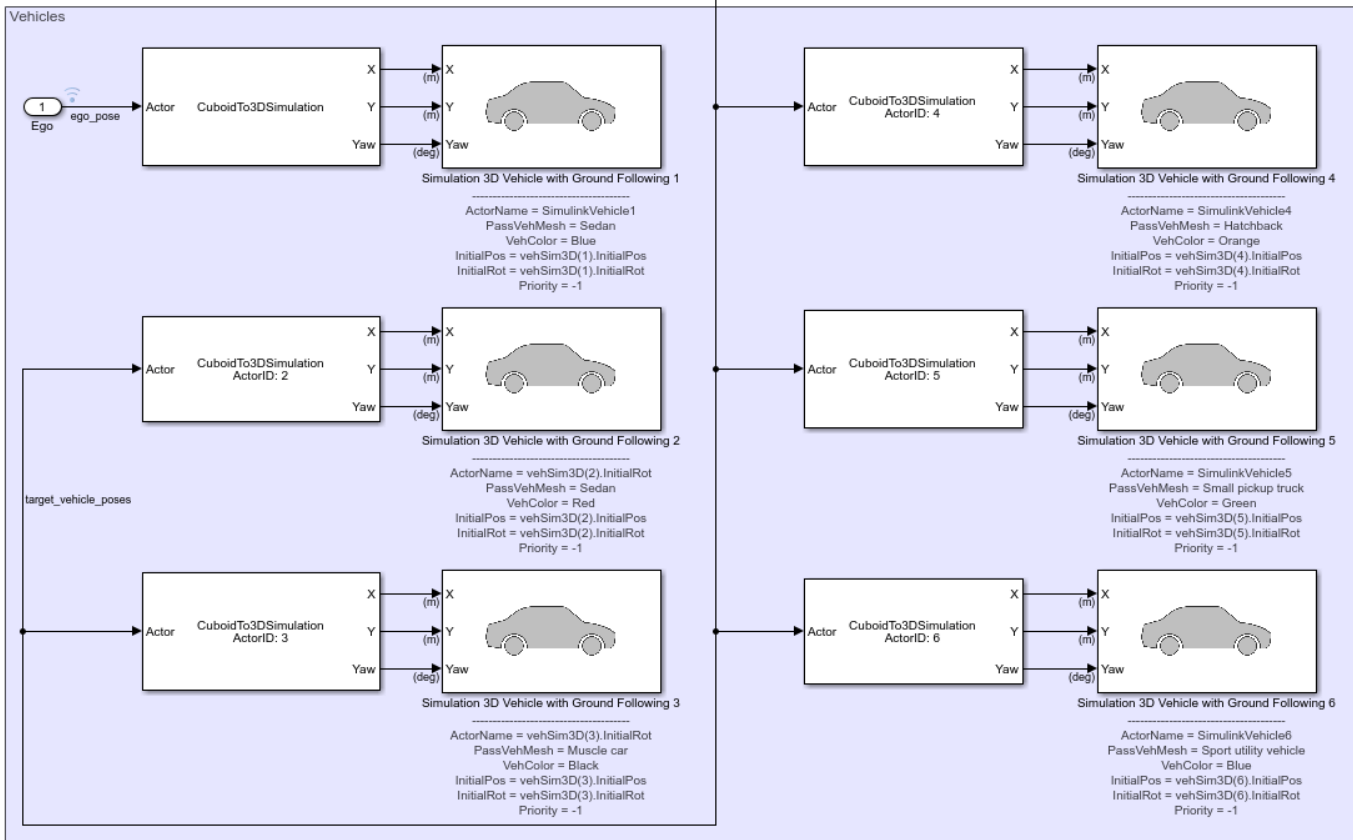 Vehicles
1
Ego
ego_pose
Actor
CuboidTo3DSimulation
X
Y
Yaw
(m)
(m)
(deg)
X
Y
Yaw
Simulation 3D Vehicle with Ground Following 1
---------------------------------------
ActorName = SimulinkVehicle1
PassVehMesh = Sedan
VehColor = Blue
InitialPos = vehSim3D(1).InitialPos
InitialRot = vehSim3D(1).InitialRot
Priority = -1
Actor
CuboidTo3DSimulation
ActorID: 2
X
Y
Yaw
(m)
(m)
(deg)
X
Y
Yaw
Simulation 3D Vehicle with Ground Following 2
---------------------------------------
ActorName = vehSim3D(2).InitialRot
PassVehMesh = Sedan
VehColor = Red
InitialPos = vehSim3D(2).InitialPos
InitialRot = vehSim3D(2).InitialRot
Priority = -1
target_vehicle_poses
Actor
CuboidTo3DSimulation
ActorID: 3
X
Y
Yaw
(m)
(m)
(deg)
X
Y
Yaw
Simulation 3D Vehicle with Ground Following 3
---------------------------------------
ActorName = vehSim3D(3).InitialRot
PassVehMesh = Muscle car
VehColor = Black
InitialPos = vehSim3D(3).InitialPos
InitialRot = vehSim3D(3).InitialRot
Priority = -1
Actor
CuboidTo3DSimulation
ActorID: 4
X
Y
Yaw
(m)
(m)
(deg)
X
Y
Yaw
Simulation 3D Vehicle with Ground Following 4
---------------------------------------
ActorName = SimulinkVehicle4
PassVehMesh = Hatchback
VehColor = Orange
InitialPos = vehSim3D(4).InitialPos
InitialRot = vehSim3D(4).InitialRot
Priority = -1
Actor
CuboidTo3DSimulation
ActorID: 5
X
Y
Yaw
(m)
(m)
(deg)
X
Y
Yaw
Simulation 3D Vehicle with Ground Following 5
---------------------------------------
ActorName = SimulinkVehicle5
PassVehMesh = Small pickup truck
VehColor = Green
InitialPos = vehSim3D(5).InitialPos
InitialRot = vehSim3D(5).InitialRot
Priority = -1
Actor
CuboidTo3DSimulation
ActorID: 6
X
Y
Yaw
(m)
(m)
(deg)
X
Y
Yaw
Simulation 3D Vehicle with Ground Following 6
---------------------------------------
ActorName = SimulinkVehicle6
PassVehMesh = Sport utility vehicle
VehColor = Blue
InitialPos = vehSim3D(6).InitialPos
InitialRot = vehSim3D(6).InitialRot
Priority = -1